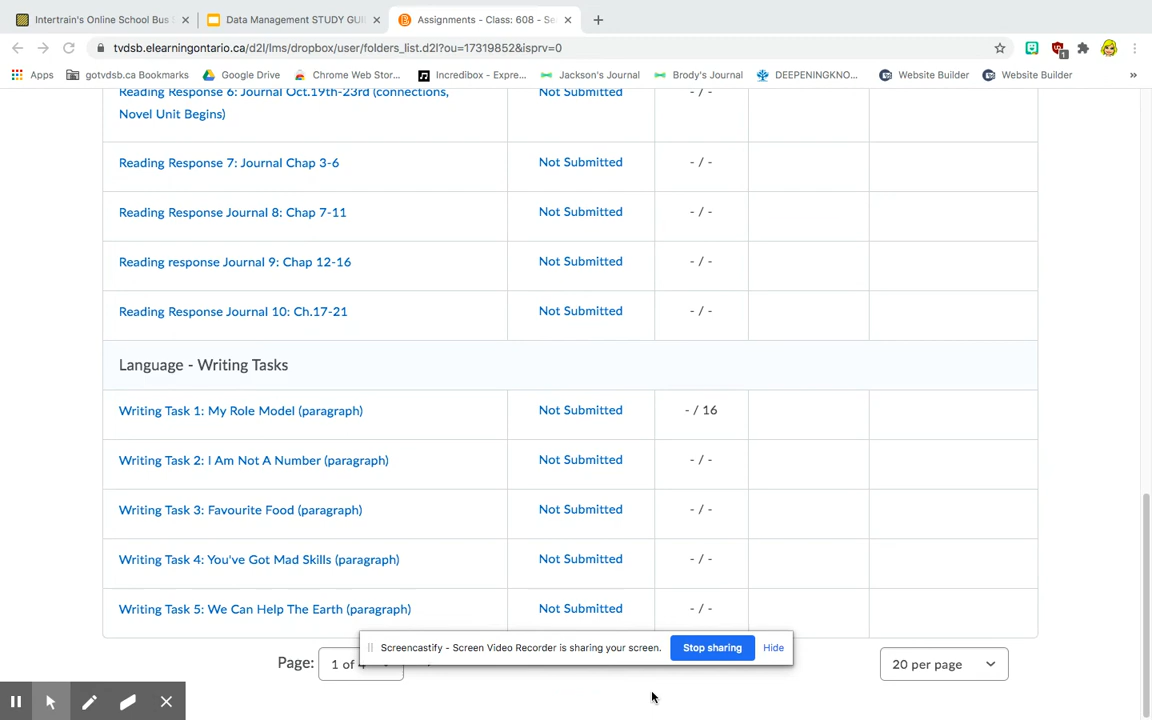 Intertrain's Online School Bus
Data Management STUDY GUI
Assignments - Class: 608 - Se
tvdsb.elearningontario.ca/d2l/lms/dropbox/user/folders_list.d2l?ou=17319852&isprv=0
Apps
gotvdsb.ca Bookmarks
Google Drive
Chrome Web Stor...
Incredibox - Expre...
Jackson's Journal
Brody's Journal
DEEPENINGKNO...
Website Builder
Website Builder
Reading Response 6: Journal Oct.19th-23rd (connections, Not Submitted - / -
Novel Unit Begins)
Reading Response 7: Journal Chap 3-6 Not Submitted - / -
Reading Response Journal 8: Chap 7-11 Not Submitted - / -
Reading response Journal 9: Chap 12-16 Not Submitted - / -
Reading Response Journal 10: Ch.17-21 Not Submitted - / -
Language - Writing Tasks
Writing Task 1: My Role Model (paragraph) Not Submitted - / 16
Writing Task 2: I Am Not A Number (paragraph) Not Submitted - / -
Writing Task 3: Favourite Food (paragraph) Not Submitted - / -
Writing Task 4: You've Got Mad Skills (paragraph) Not Submitted - / -
Writing Task 5: We Can Help The Earth (paragraph) Not Submitted - / -
Screencastify - Screen Video Recorder is sharing your screen. Stop sharing Hide
Page: 1 of 4 20 per page